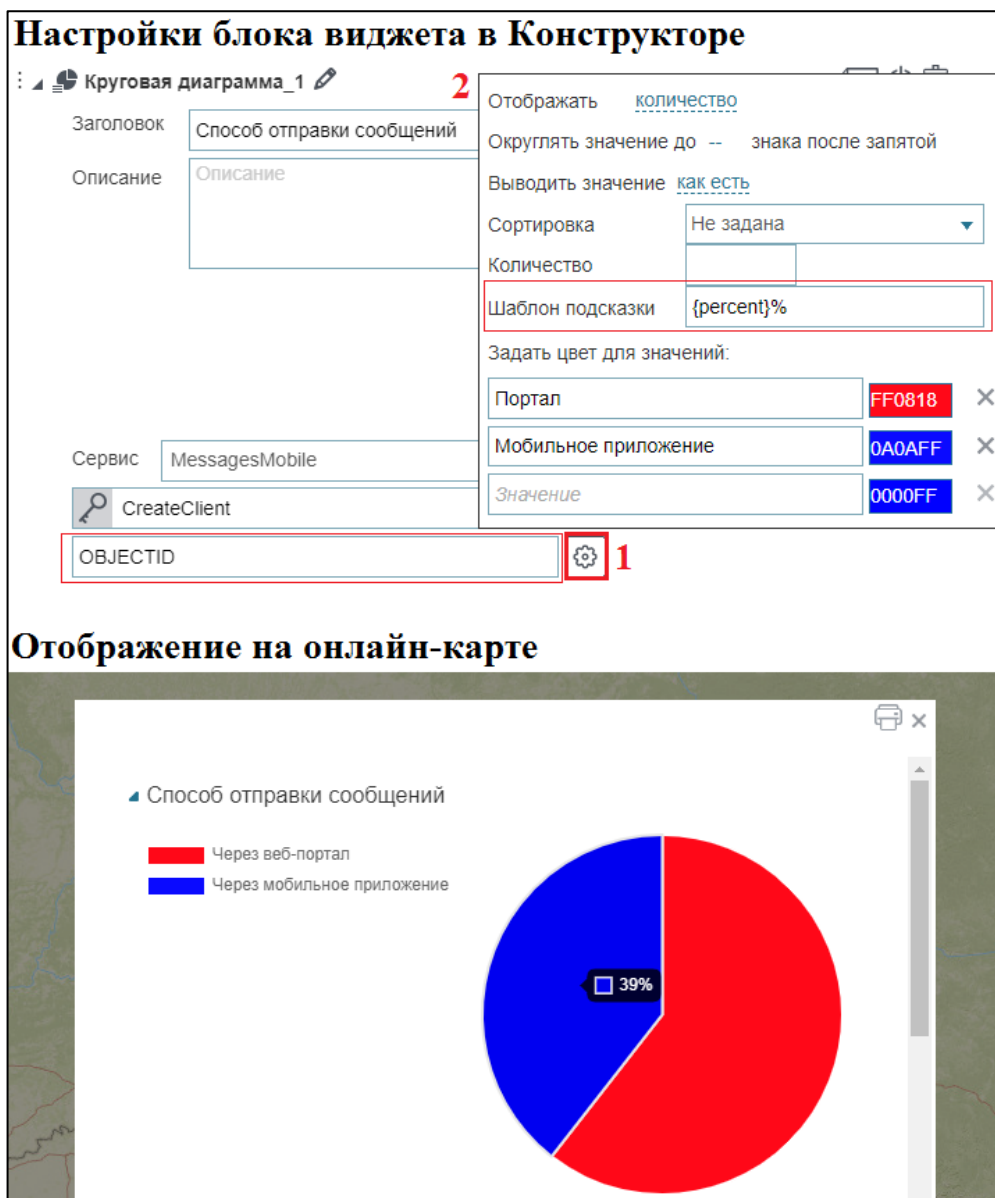 Настройки блока виджета в Конструкторе
Круговая диаграмма_1
2
Заголовок
Способ отправки сообщений
Описание
Описание
Сервис
MessagesMobile
CreateClient
OBJECTID
1
Отображать количество
Округлять значение до -- знака после запятой
Выводить значение как есть
Сортировка
Не задана
Количество
Шаблон подсказки
{percent}%
Задать цвет для значений:
Портал
FF0818
Мобильное приложение
0A0AFF
Значение
0000FF
Отображение на онлайн-карте
Способ отправки сообщений
Через веб-портал
Через мобильное приложение
39%